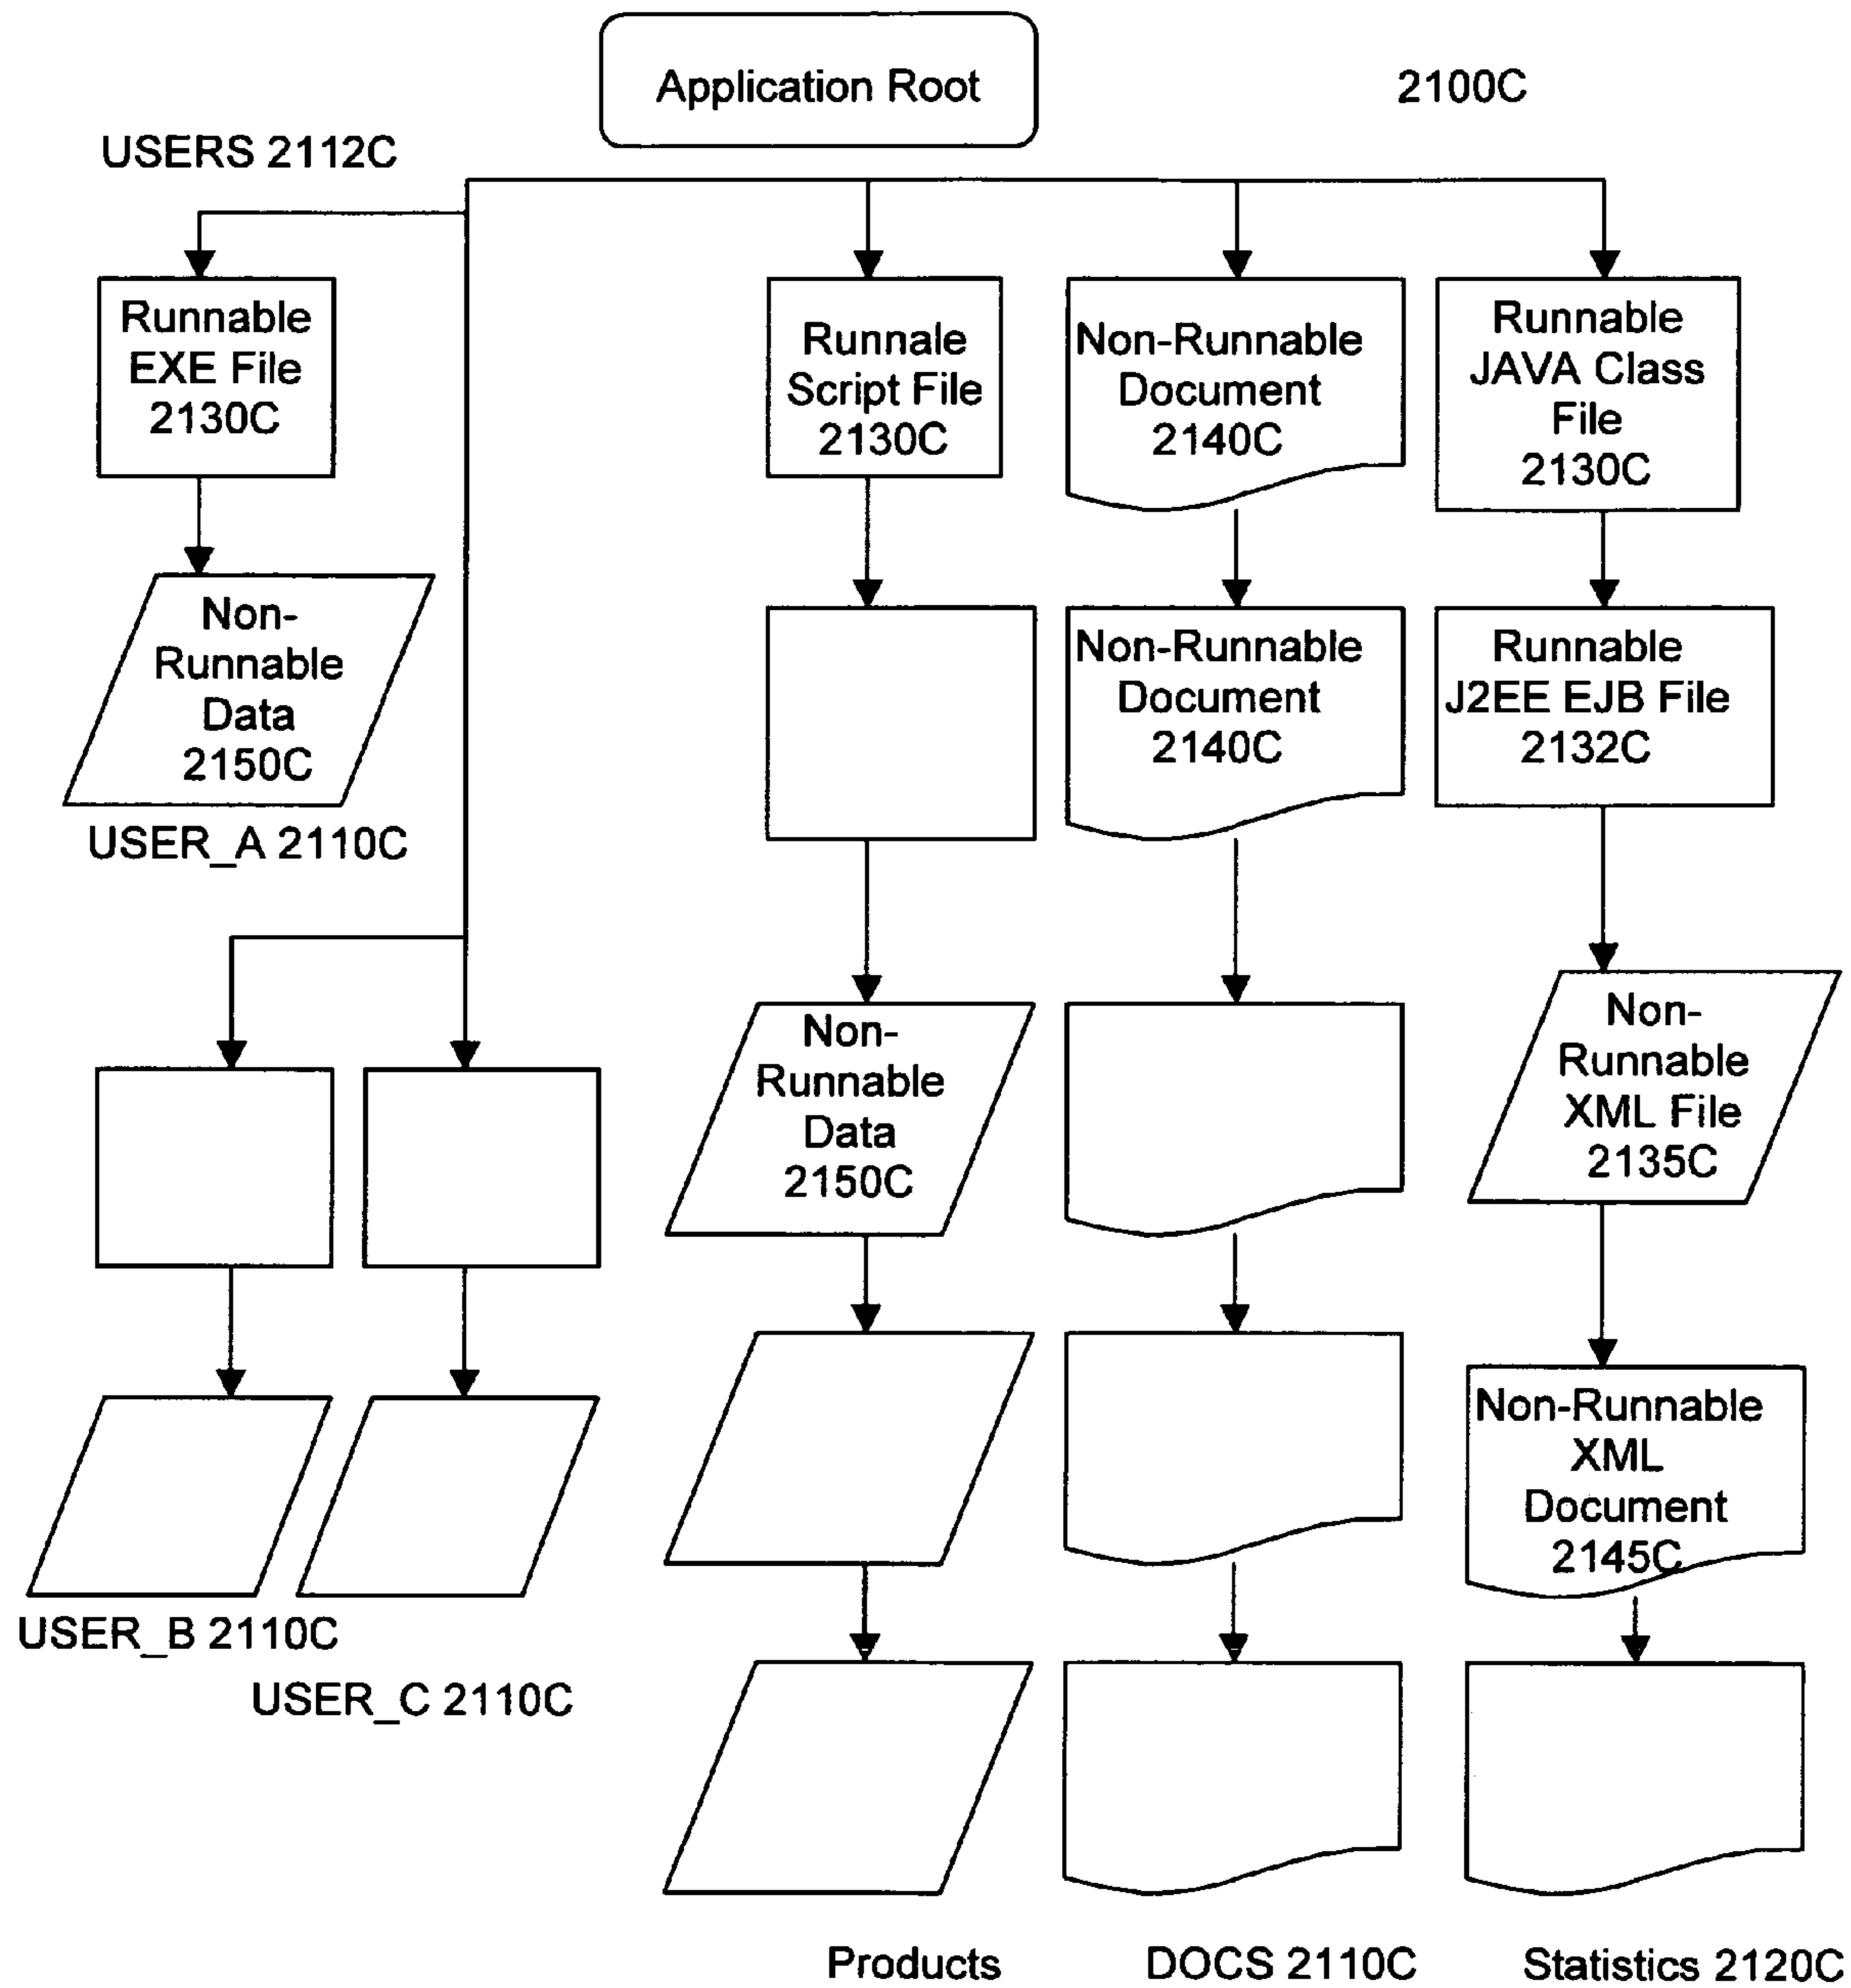 Application Root
2100C
USERS 2112C
Runnable
EXE File
2130C
Runnale
Script File
2130C
Non-Runnable
Document
2140C
Runnable
JAVA Class
File
2130C
Non-
Runnable
Data
2150C
USER_A 2110C
Non-Runnable
Document
2140C
Runnable
J2EE EJB File
2132C
Non-
Runnable
Data
2150C
Non-
Runnable
XML File
2135C
Non-Runnable
XML
Document
2145C
USER_B 2110C
USER_C 2110C
Products
DOCS 2110C
Statistics 2120C